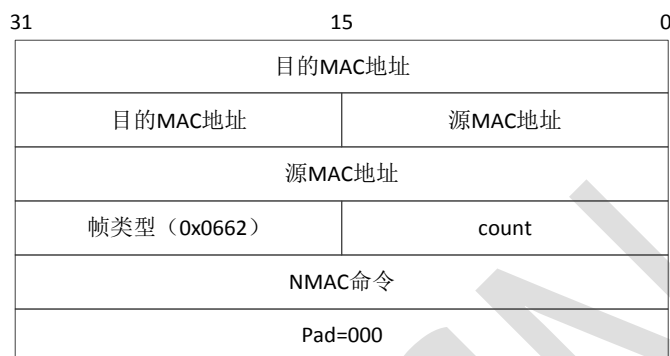 31 15 0
目的MAC地址
目的MAC地址 源MAC地址
源MAC地址
帧类型（0x0662） count
NMAC命令
Pad=000